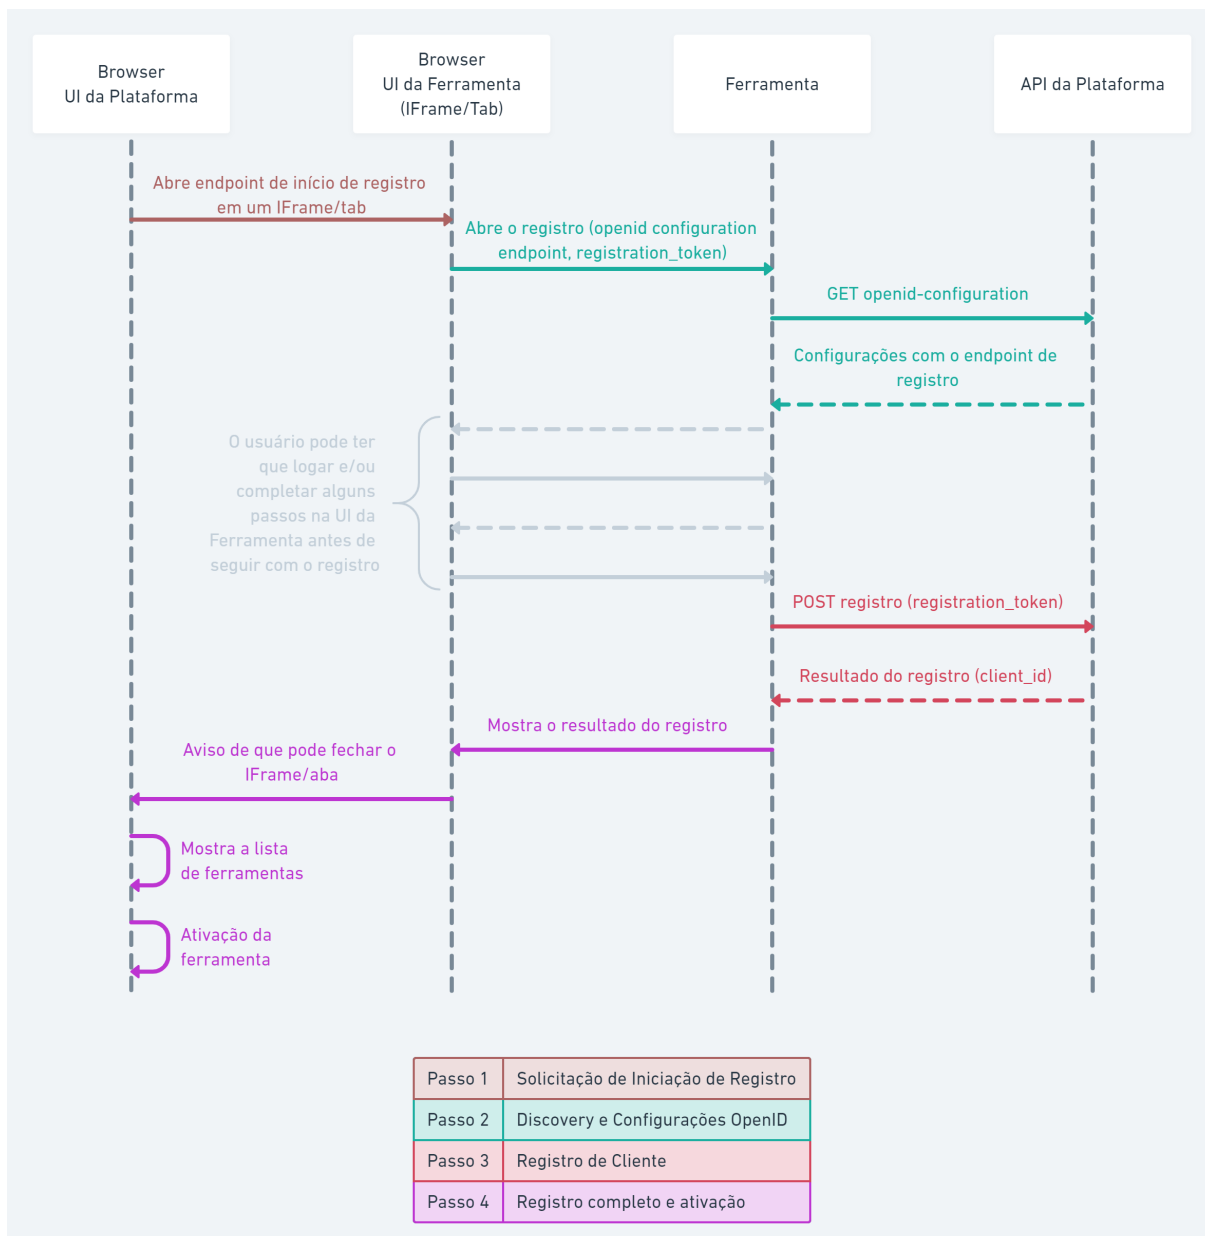 Browser
UI da Plataforma
Browser
UI da Ferramenta
(IFrame/Tab)
Ferramenta
API da Plataforma
Abre endpoint de início de registro
em um IFrame/tab
Abre o registro (openid configuration
endpoint, registration_token)
GET openid-configuration
Configurações com o endpoint de
registro
O usuário pode ter
que logar e/ou
completar alguns
passos na UI da
Ferramenta antes de
seguir com o registro
POST registro (registration_token)
Resultado do registro (client_id)
Mostra o resultado do registro
Aviso de que pode fechar o
IFrame/aba
Mostra a lista
de ferramentas
Ativação da
ferramenta
Passo 1 Solicitação de Iniciação de Registro
Passo 2 Discovery e Configurações OpenID
Passo 3 Registro de Cliente
Passo 4 Registro completo e ativação